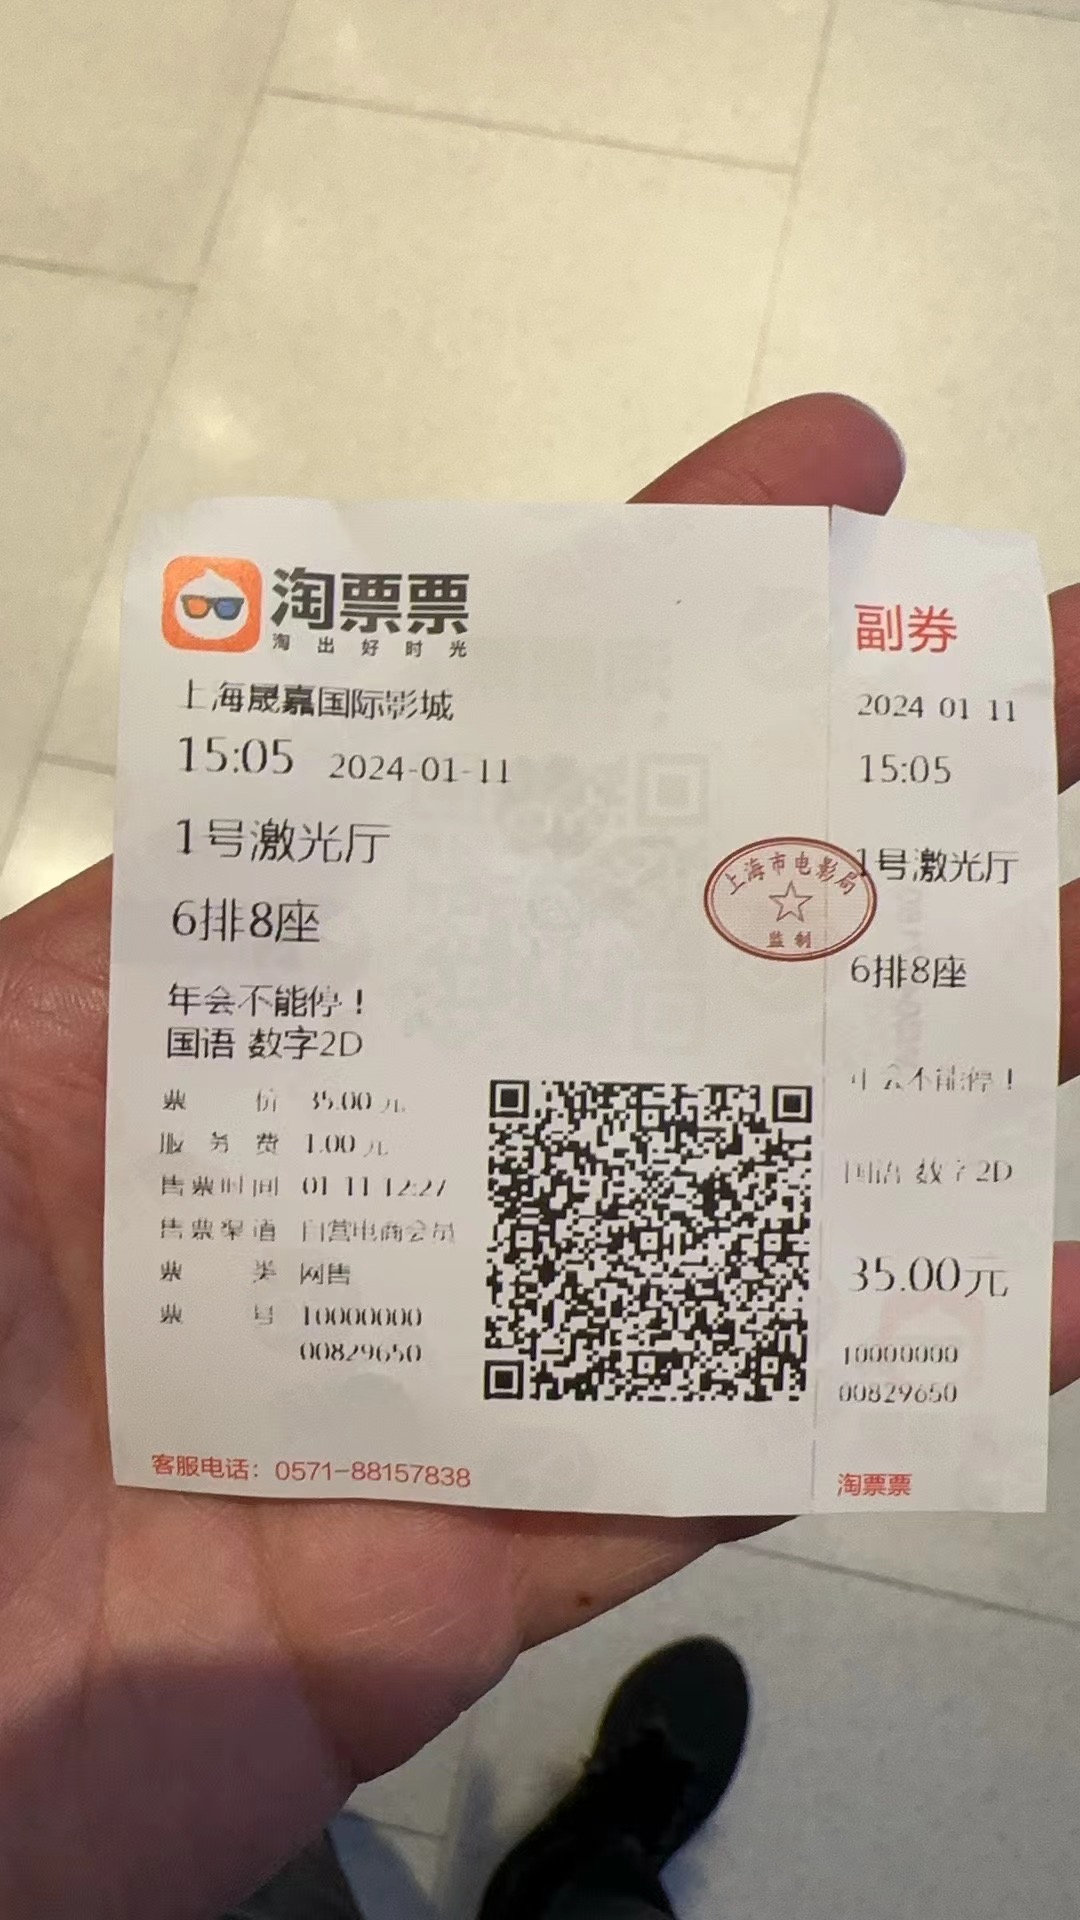 淘票票
淘出好时光
上海晟嘉国际影城
15:05 2024-01-11
1号激光厅
6排8座
年会不能停！
国语 数字2D
票价 35.00元
服务费 1.00元
售票时间 01-11 12:27
售票渠道 自营电商会员
票类 网售
票号 10000000
00829650
客服电话：0571-88157838
上海市电影局
监制
副券
2024-01-11
15:05
1号激光厅
6排8座
年会不能停！
国语 数字2D
35.00元
10000000
00829650
淘票票